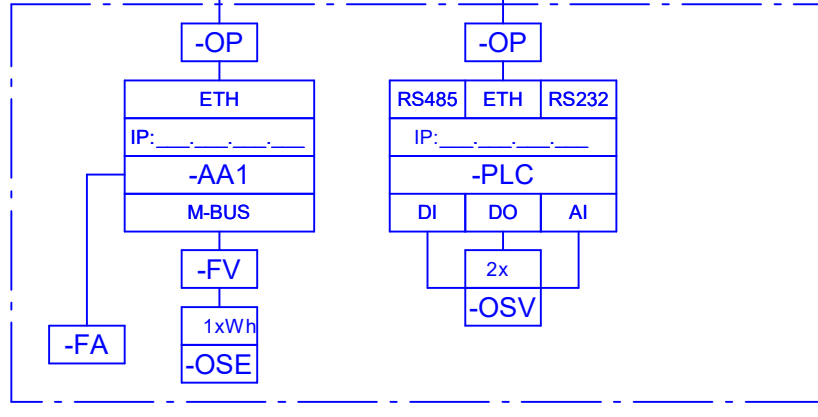 -OP
-OP
ETH
RS485 ETH RS232
IP:___.___.___.___
IP:___.___.___.___
-AA1
-PLC
M-BUS
DI DO AI
-FV
2x
-OSV
1xWh
-FA
-OSE